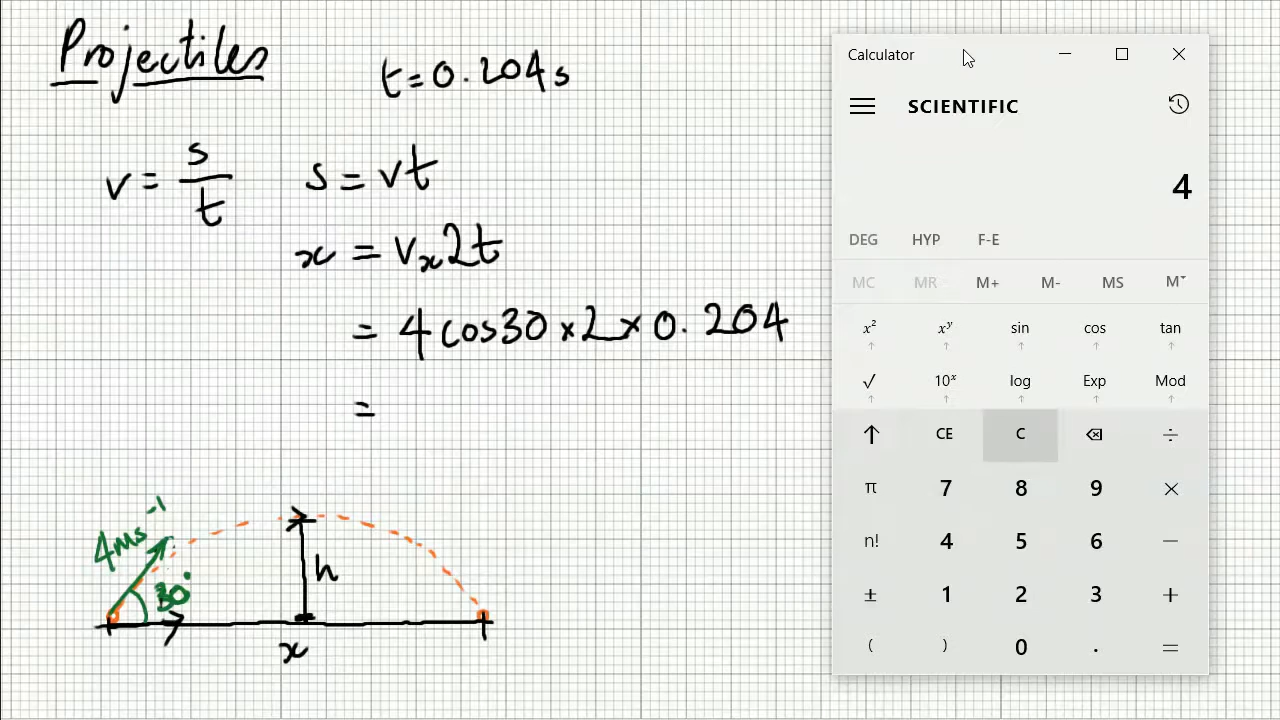 Projectiles
t=0.204s
v = s/t
s = vt
x = vx2t
= 4cos30×2×0.204
=
4ms⁻¹
30°
h
x
Calculator
SCIENTIFIC
4
DEG HYP F-E
MC MR M+ M- MS M˅
x² xʸ sin cos tan
√ 10ˣ log Exp Mod
↑ CE C ⌫ ÷
π 7 8 9 ×
n! 4 5 6 −
± 1 2 3 +
( ) 0 . =